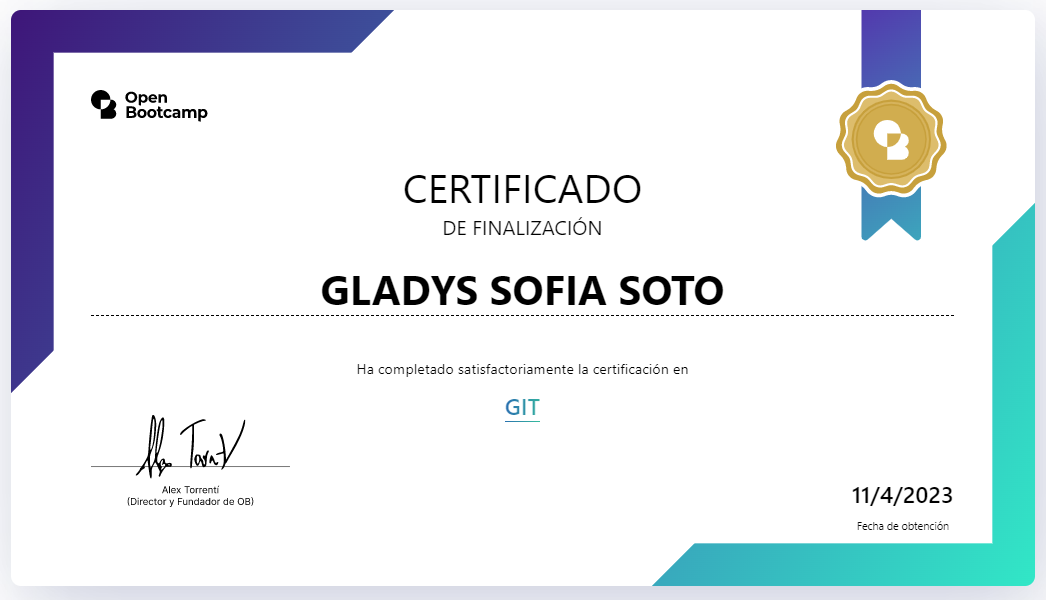 Open
Bootcamp
CERTIFICADO
DE FINALIZACIÓN
GLADYS SOFIA SOTO
Ha completado satisfactoriamente la certificación en
GIT
Alex Torrentí
(Director y Fundador de OB)
11/4/2023
Fecha de obtención